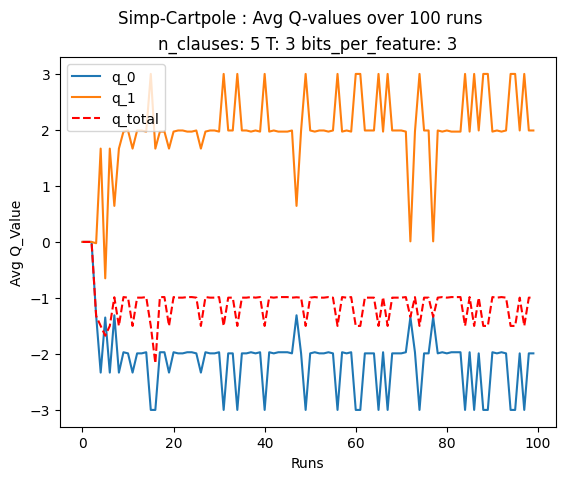 Simp-Cartpole : Avg Q-values over 100 runs
n_clauses: 5 T: 3 bits_per_feature: 3
q_0
q_1
q_total
3
2
1
0
−1
−2
−3
Avg Q_Value
0 20 40 60 80 100
Runs